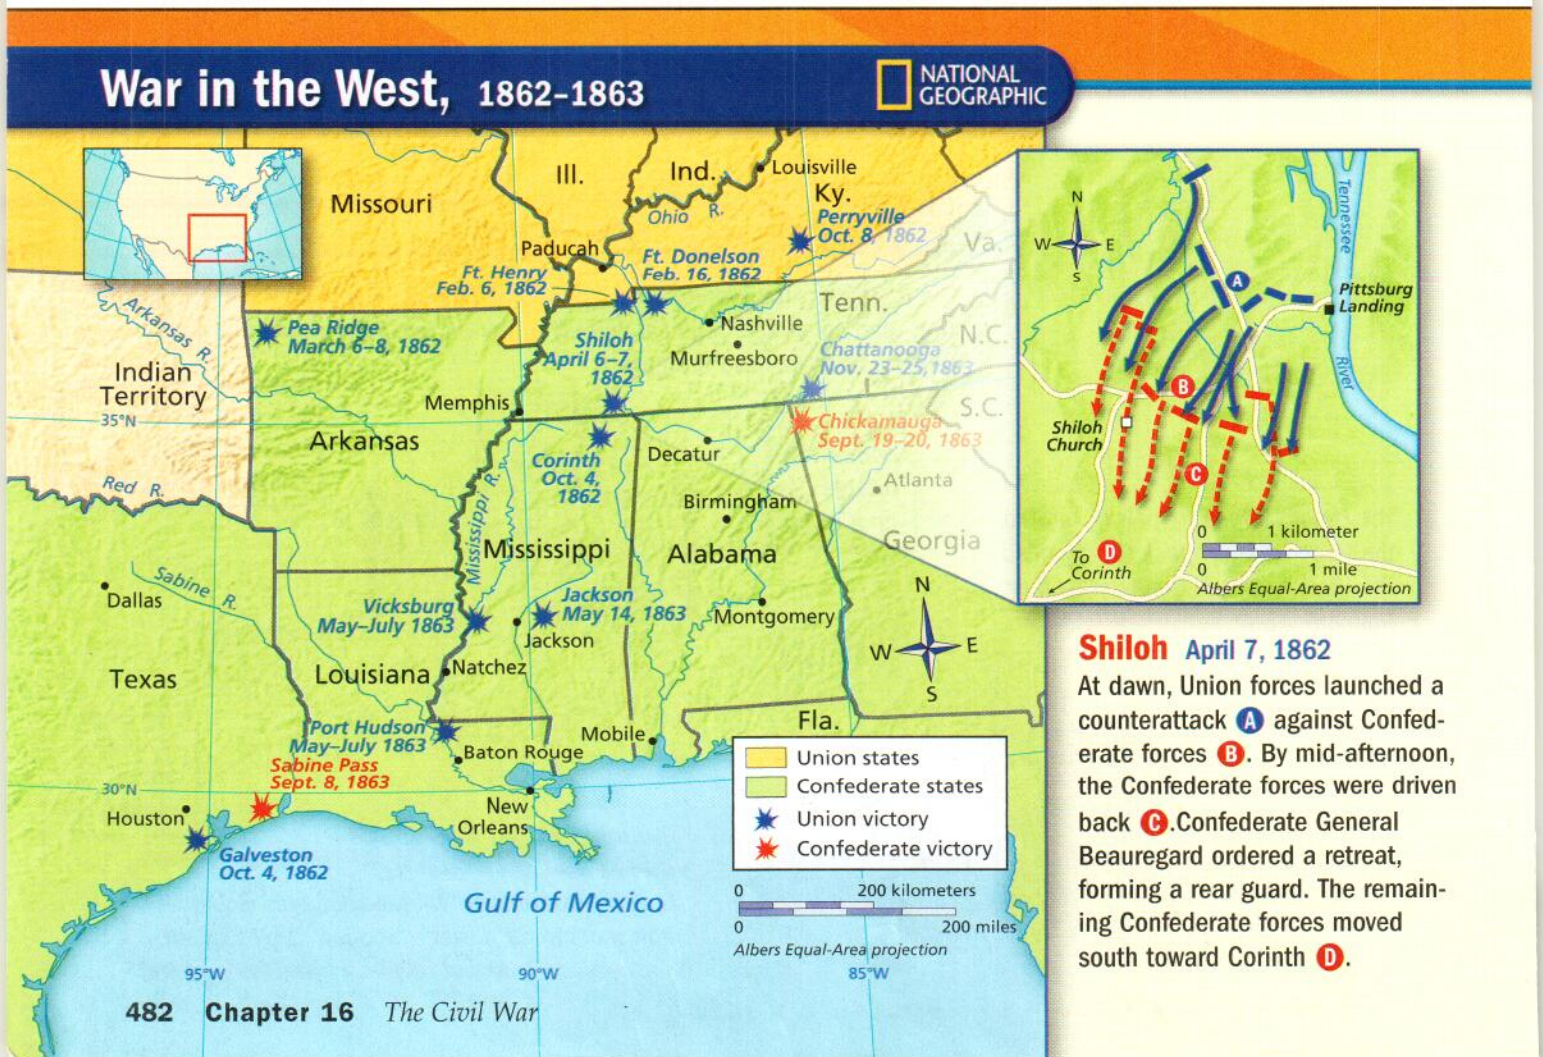 War in the West, 1862–1863
NATIONAL
GEOGRAPHIC
Missouri
Ill.
Ind.
Louisville
Ky.
Ohio R.
Perryville
Oct. 8, 1862
Paducah
Ft. Henry
Feb. 6, 1862
Ft. Donelson
Feb. 16, 1862
Va.
Tenn.
Nashville
Murfreesboro
N.C.
Arkansas R.
Pea Ridge
March 6–8, 1862
Shiloh
April 6–7,
1862
Chattanooga
Nov. 23–25, 1863
Indian
Territory
35°N
Memphis
S.C.
Chickamauga
Sept. 19–20, 1863
Arkansas
Corinth
Oct. 4,
1862
Decatur
Atlanta
Red R.
Mississippi R.
Birmingham
Mississippi
Alabama
Georgia
Dallas
Sabine R.
Vicksburg
May–July 1863
Jackson
May 14, 1863
Jackson
Montgomery
N
W
E
S
Texas
Louisiana
Natchez
Port Hudson
May–July 1863
Baton Rouge
Mobile
Fla.
Sabine Pass
Sept. 8, 1863
30°N
Houston
New
Orleans
Galveston
Oct. 4, 1862
Gulf of Mexico
Union states
Confederate states
Union victory
Confederate victory
0 200 kilometers
0 200 miles
Albers Equal-Area projection
95°W
90°W
85°W
N
W
E
S
Tennessee
River
A
Pittsburg
Landing
B
Shiloh
Church
C
To D
Corinth
0 1 kilometer
0 1 mile
Albers Equal-Area projection
Shiloh April 7, 1862
At dawn, Union forces launched a
counterattack A against Confed-
erate forces B. By mid-afternoon,
the Confederate forces were driven
back C.Confederate General
Beauregard ordered a retreat,
forming a rear guard. The remain-
ing Confederate forces moved
south toward Corinth D.
482 Chapter 16 The Civil War